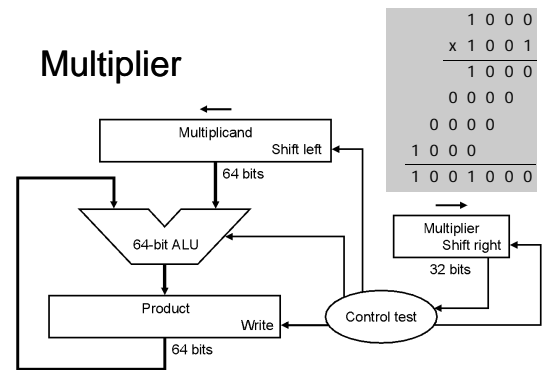 Multiplier
1 0 0 0
x 1 0 0 1
1 0 0 0
0 0 0 0
0 0 0 0
1 0 0 0
1 0 0 1 0 0 0
Multiplicand
Shift left
64 bits
64-bit ALU
Multiplier
Shift right
32 bits
Product
Write
Control test
64 bits